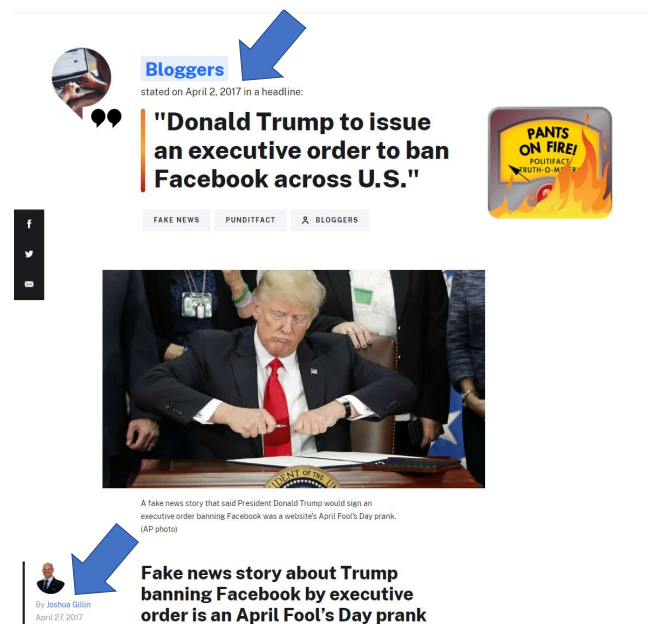 Bloggers
stated on April 2, 2017 in a headline:
"Donald Trump to issue
an executive order to ban
Facebook across U.S."
PANTS
ON FIRE!
POLITIFACT
TRUTH-O-METER
FAKE NEWS
PUNDITFACT
BLOGGERS
A fake news story that said President Donald Trump would sign an
executive order banning Facebook was a website's April Fool's Day prank.
(AP photo)
By Joshua Gillin
April 27, 2017
Fake news story about Trump
banning Facebook by executive
order is an April Fool's Day prank